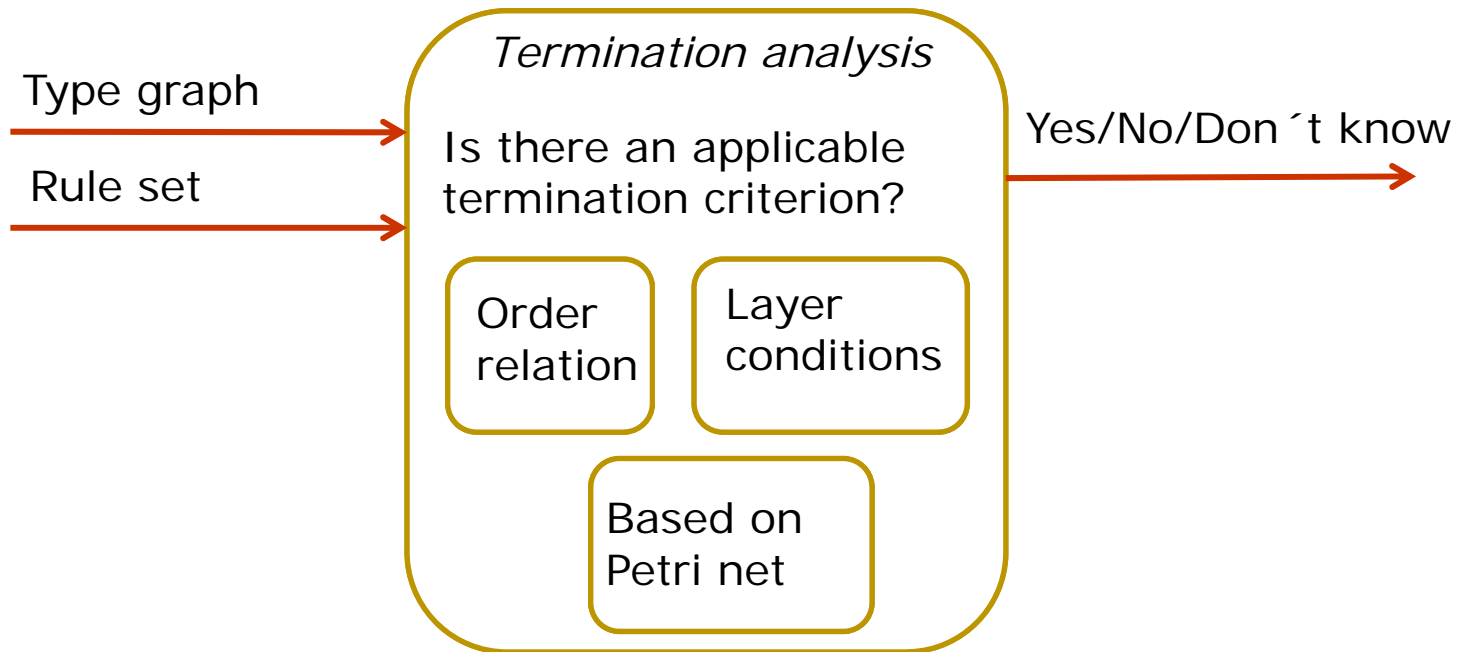 Termination analysis
Type graph
Rule set
Is there an applicable
termination criterion?
Yes/No/Don´t know
Order
relation
Layer
conditions
Based on
Petri net